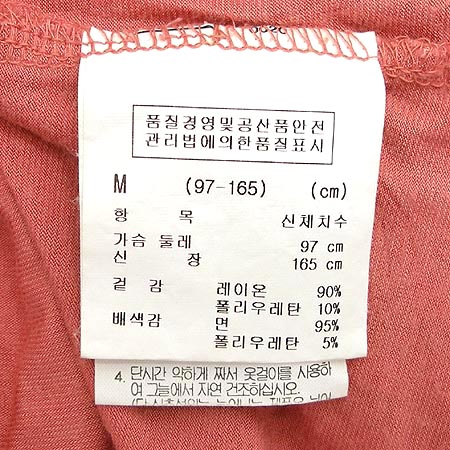 품질경영및공산품안전
관리법에의한품질표시
M (97-165) (cm)
항 목 신체치수
가슴 둘레 97 cm
신 장 165 cm
겉 감 레이온 90%
폴리우레탄 10%
배색감 면 95%
폴리우레탄 5%
4. 단시간 약하게 짜서 옷걸이를 사용하
여 그늘에서 자연 건조하십시오.